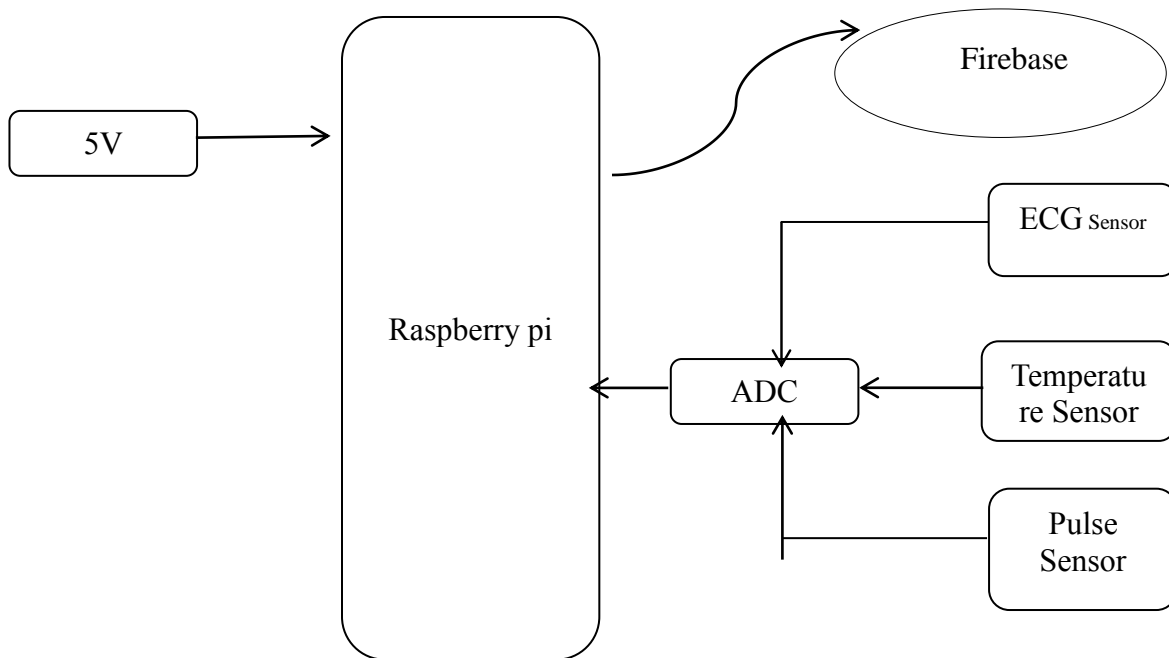 Firebase
5V
ECG Sensor
Raspberry pi
ADC
Temperatu
re Sensor
Pulse
Sensor